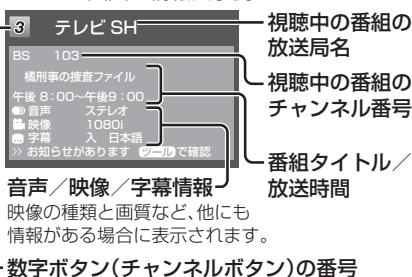 3 テレビ SH
視聴中の番組の
放送局名
BS 103
視聴中の番組の
チャンネル番号
橘刑事の捜査ファイル
午後 8:00~午後9:00
音声 ステレオ
映像 1080i
字幕 入 日本語
>> お知らせがあります ツールで確認
番組タイトル/
放送時間
音声/映像/字幕情報
映像の種類と画質など、他にも
情報がある場合に表示されます。
数字ボタン(チャンネルボタン)の番号